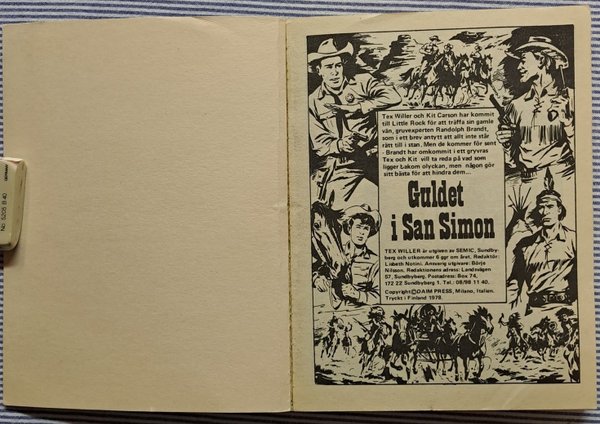 No. 5205 B 40
Tex Willer och Kit Carson har kommit
till Little Rock för att träffa sin gamle
vän, gruvexperten Randolph Brandt,
som i ett brev antytt att allt inte står
rätt till i stan. Men de kommer för sent
- Brandt har omkommit i ett gryvras
Tex och Kit vill ta reda på vad som
ligger bakom olyckan, men någon gör
sitt bästa för att hindra dem...
Guldet
i San Simon
TEX WILLER är utgiven av SEMIC, Sundby-
berg och utkommer 6 ggr om året. Redaktör:
Lisbeth Notini. Ansvarig utgivare: Börje
Nilsson. Redaktionens adress: Landsvägen
57, Sundbyberg. Postadress: Box 74,
172 22 Sundbyberg 1. Tel.: 08/98 11 40.
Copyright©DAIM PRESS, Milano, Italien.
Tryckt i Finland 1978.